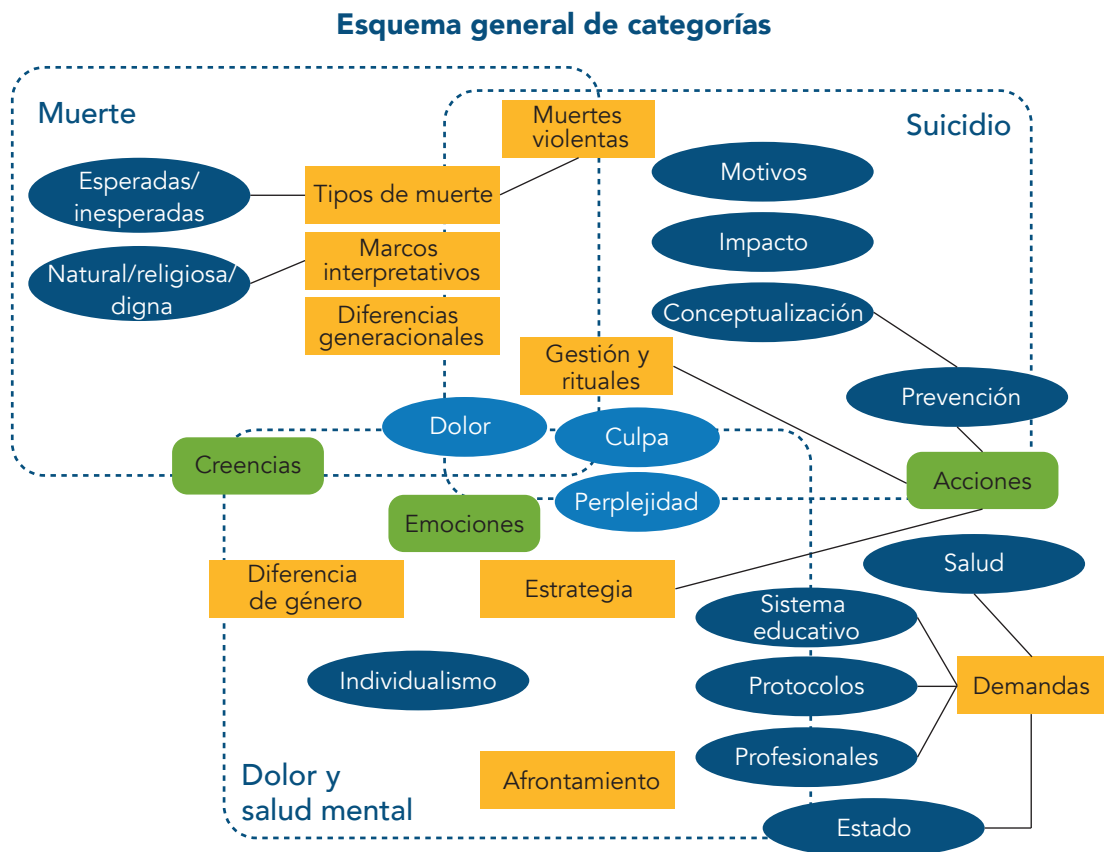 Esquema general de categorías
Muerte
Muertes
violentas
Suicidio
Esperadas/
inesperadas
Tipos de muerte
Motivos
Marcos
interpretativos
Impacto
Natural/religiosa/
digna
Diferencias
generacionales
Conceptualización
Gestión y
rituales
Prevención
Dolor
Culpa
Creencias
Acciones
Emociones
Perplejidad
Diferencia
de género
Estrategia
Salud
Sistema
educativo
Individualismo
Protocolos
Demandas
Profesionales
Afrontamiento
Dolor y
salud mental
Estado